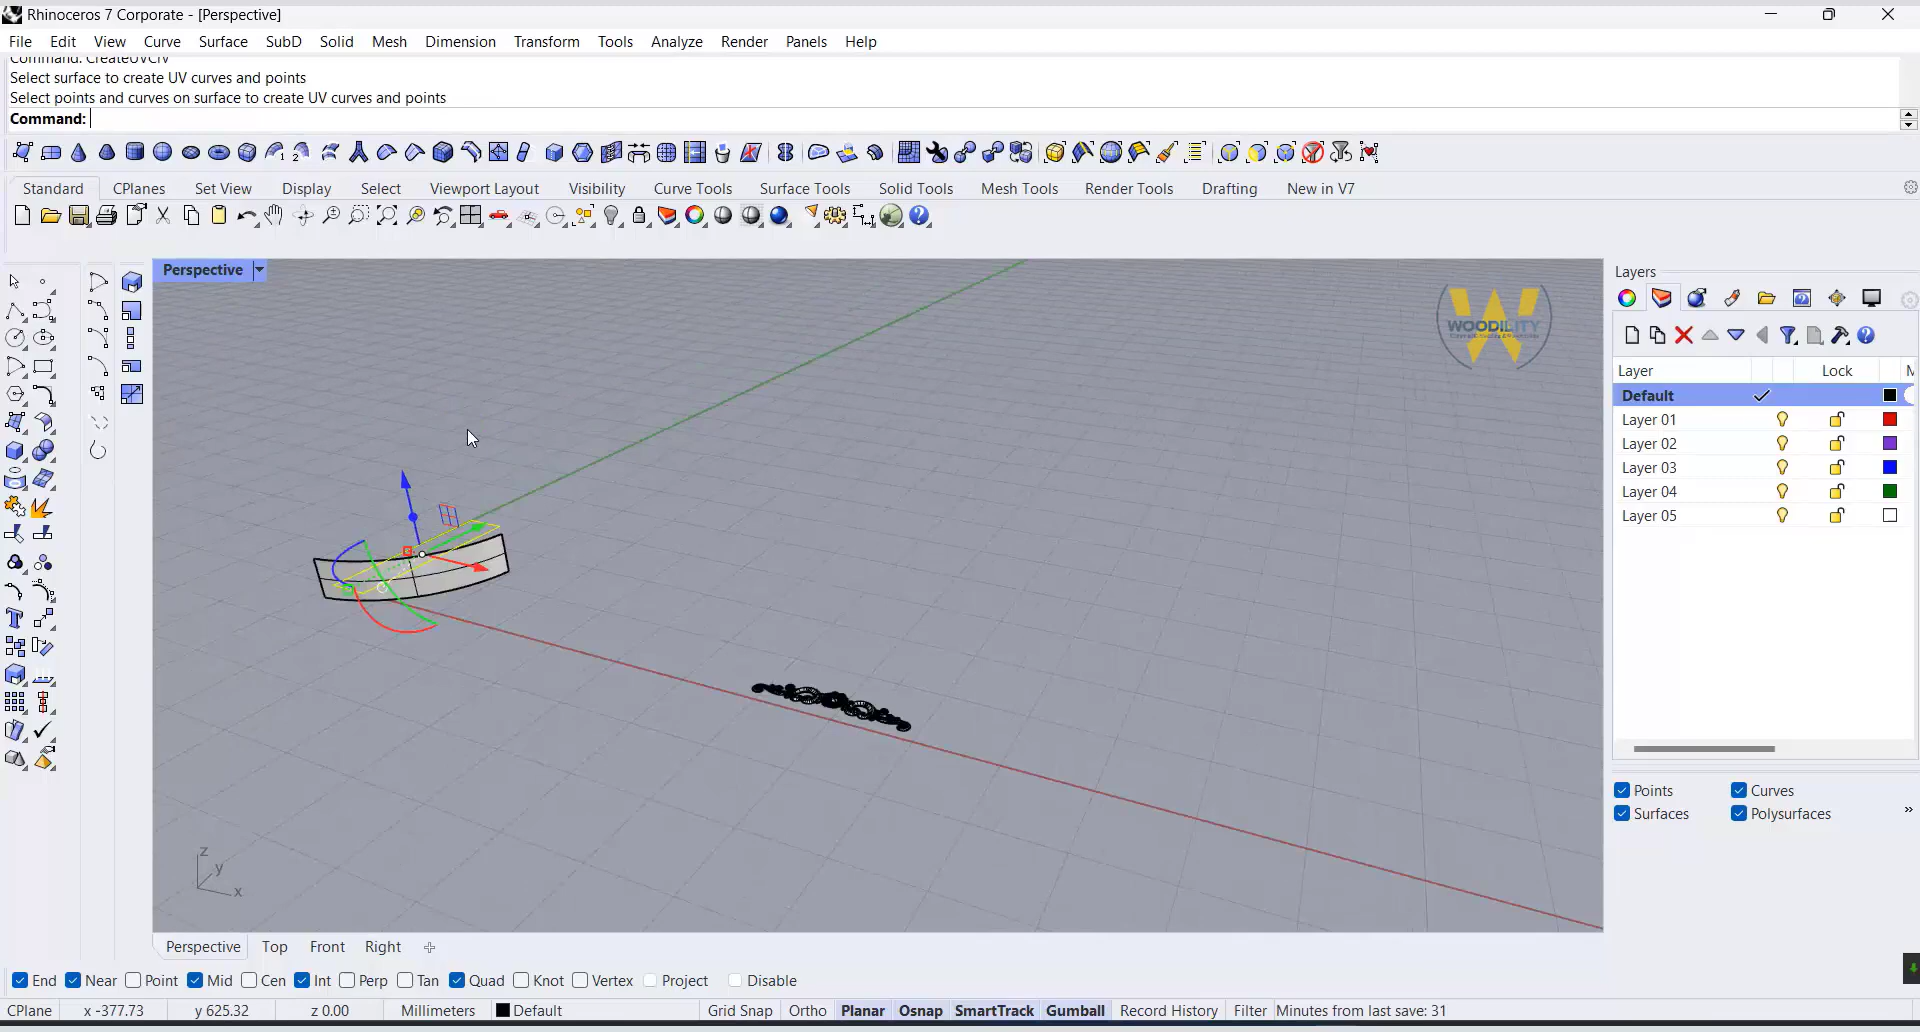 Rhinoceros 7 Corporate - [Perspective]
File Edit View Curve Surface SubD Solid Mesh Dimension Transform Tools Analyze Render Panels Help
Command: CreateUVCrv
Select surface to create UV curves and points
Select points and curves on surface to create UV curves and points
Command:
Standard CPlanes Set View Display Select Viewport Layout Visibility Curve Tools Surface Tools Solid Tools Mesh Tools Render Tools Drafting New in V7
Perspective
WOODILITY
z
y
x
Layers
Layer Lock M
Default
Layer 01
Layer 02
Layer 03
Layer 04
Layer 05
Points Curves
Surfaces Polysurfaces
Perspective Top Front Right
End Near Point Mid Cen Int Perp Tan Quad Knot Vertex Project Disable
CPlane x -377.73 y 625.32 z 0.00 Millimeters Default Grid Snap Ortho Planar Osnap SmartTrack Gumball Record History Filter Minutes from last save: 31